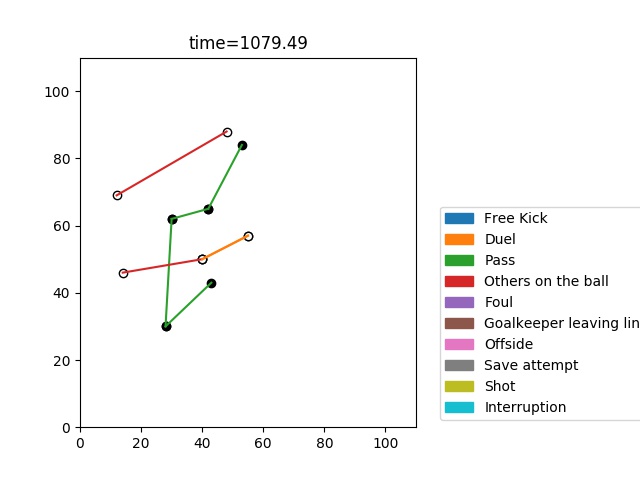 time=1079.49
100
80
60
40
20
0
0 20 40 60 80 100
Free Kick
Duel
Pass
Others on the ball
Foul
Goalkeeper leaving lin
Offside
Save attempt
Shot
Interruption